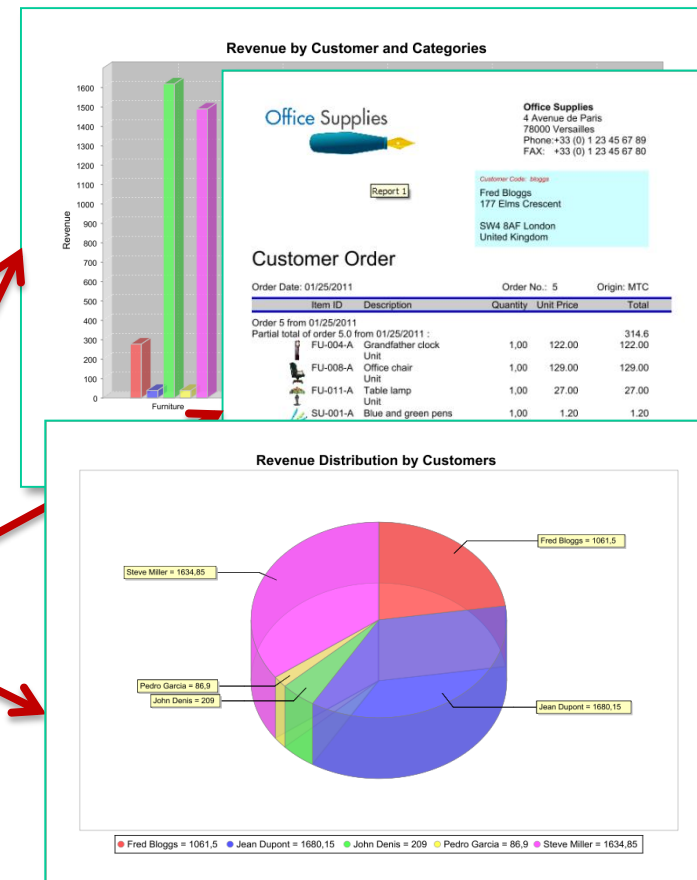 Revenue by Customer and Categories
1600
1500
1400
1300
1200
1100
1000
900
800
700
600
500
400
300
200
100
0
Revenue
Furniture
Office Supplies
Office Supplies
4 Avenue de Paris
78000 Versailles
Phone:+33 (0) 1 23 45 67 89
FAX: +33 (0) 1 23 45 67 80
Report 1
Customer Code: bloggs
Fred Bloggs
177 Elms Crescent
SW4 8AF London
United Kingdom
Customer Order
Order Date: 01/25/2011 Order No.: 5 Origin: MTC
Item ID Description Quantity Unit Price Total
Order 5 from 01/25/2011
Partial total of order 5.0 from 01/25/2011 : 314.6
FU-004-A Grandfather clock 1,00 122.00 122.00
Unit
FU-008-A Office chair 1,00 129.00 129.00
Unit
FU-011-A Table lamp 1,00 27.00 27.00
Unit
SU-001-A Blue and green pens 1,00 1.20 1.20
Revenue Distribution by Customers
Fred Bloggs = 1061,5
Steve Miller = 1634,85
Pedro Garcia = 86,9
John Denis = 209
Jean Dupont = 1680,15
Fred Bloggs = 1061,5 Jean Dupont = 1680,15 John Denis = 209 Pedro Garcia = 86,9 Steve Miller = 1634,85